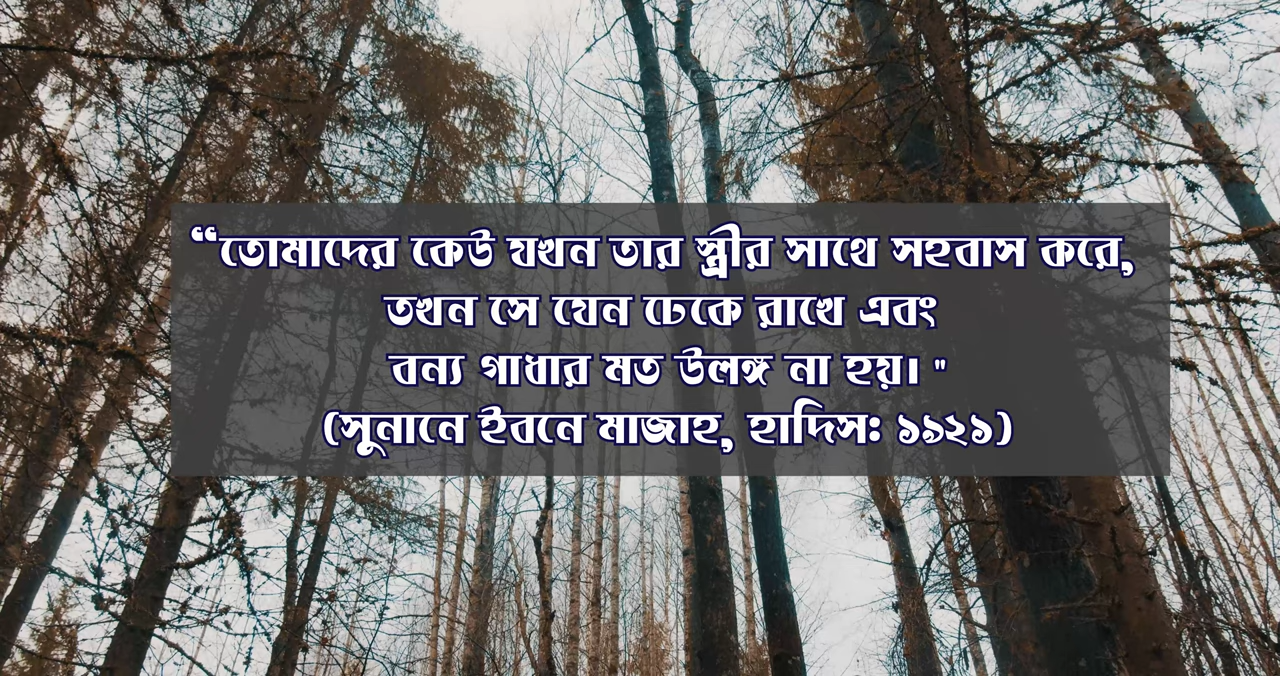 “তোমাদের কেউ যখন তার স্ত্রীর সাথে সহবাস করে,
তখন সে যেন ঢেকে রাখে এবং
বন্য গাধার মত উলঙ্গ না হয়। "
(সুনানে ইবনে মাজাহ, হাদিস: ১৯২১)